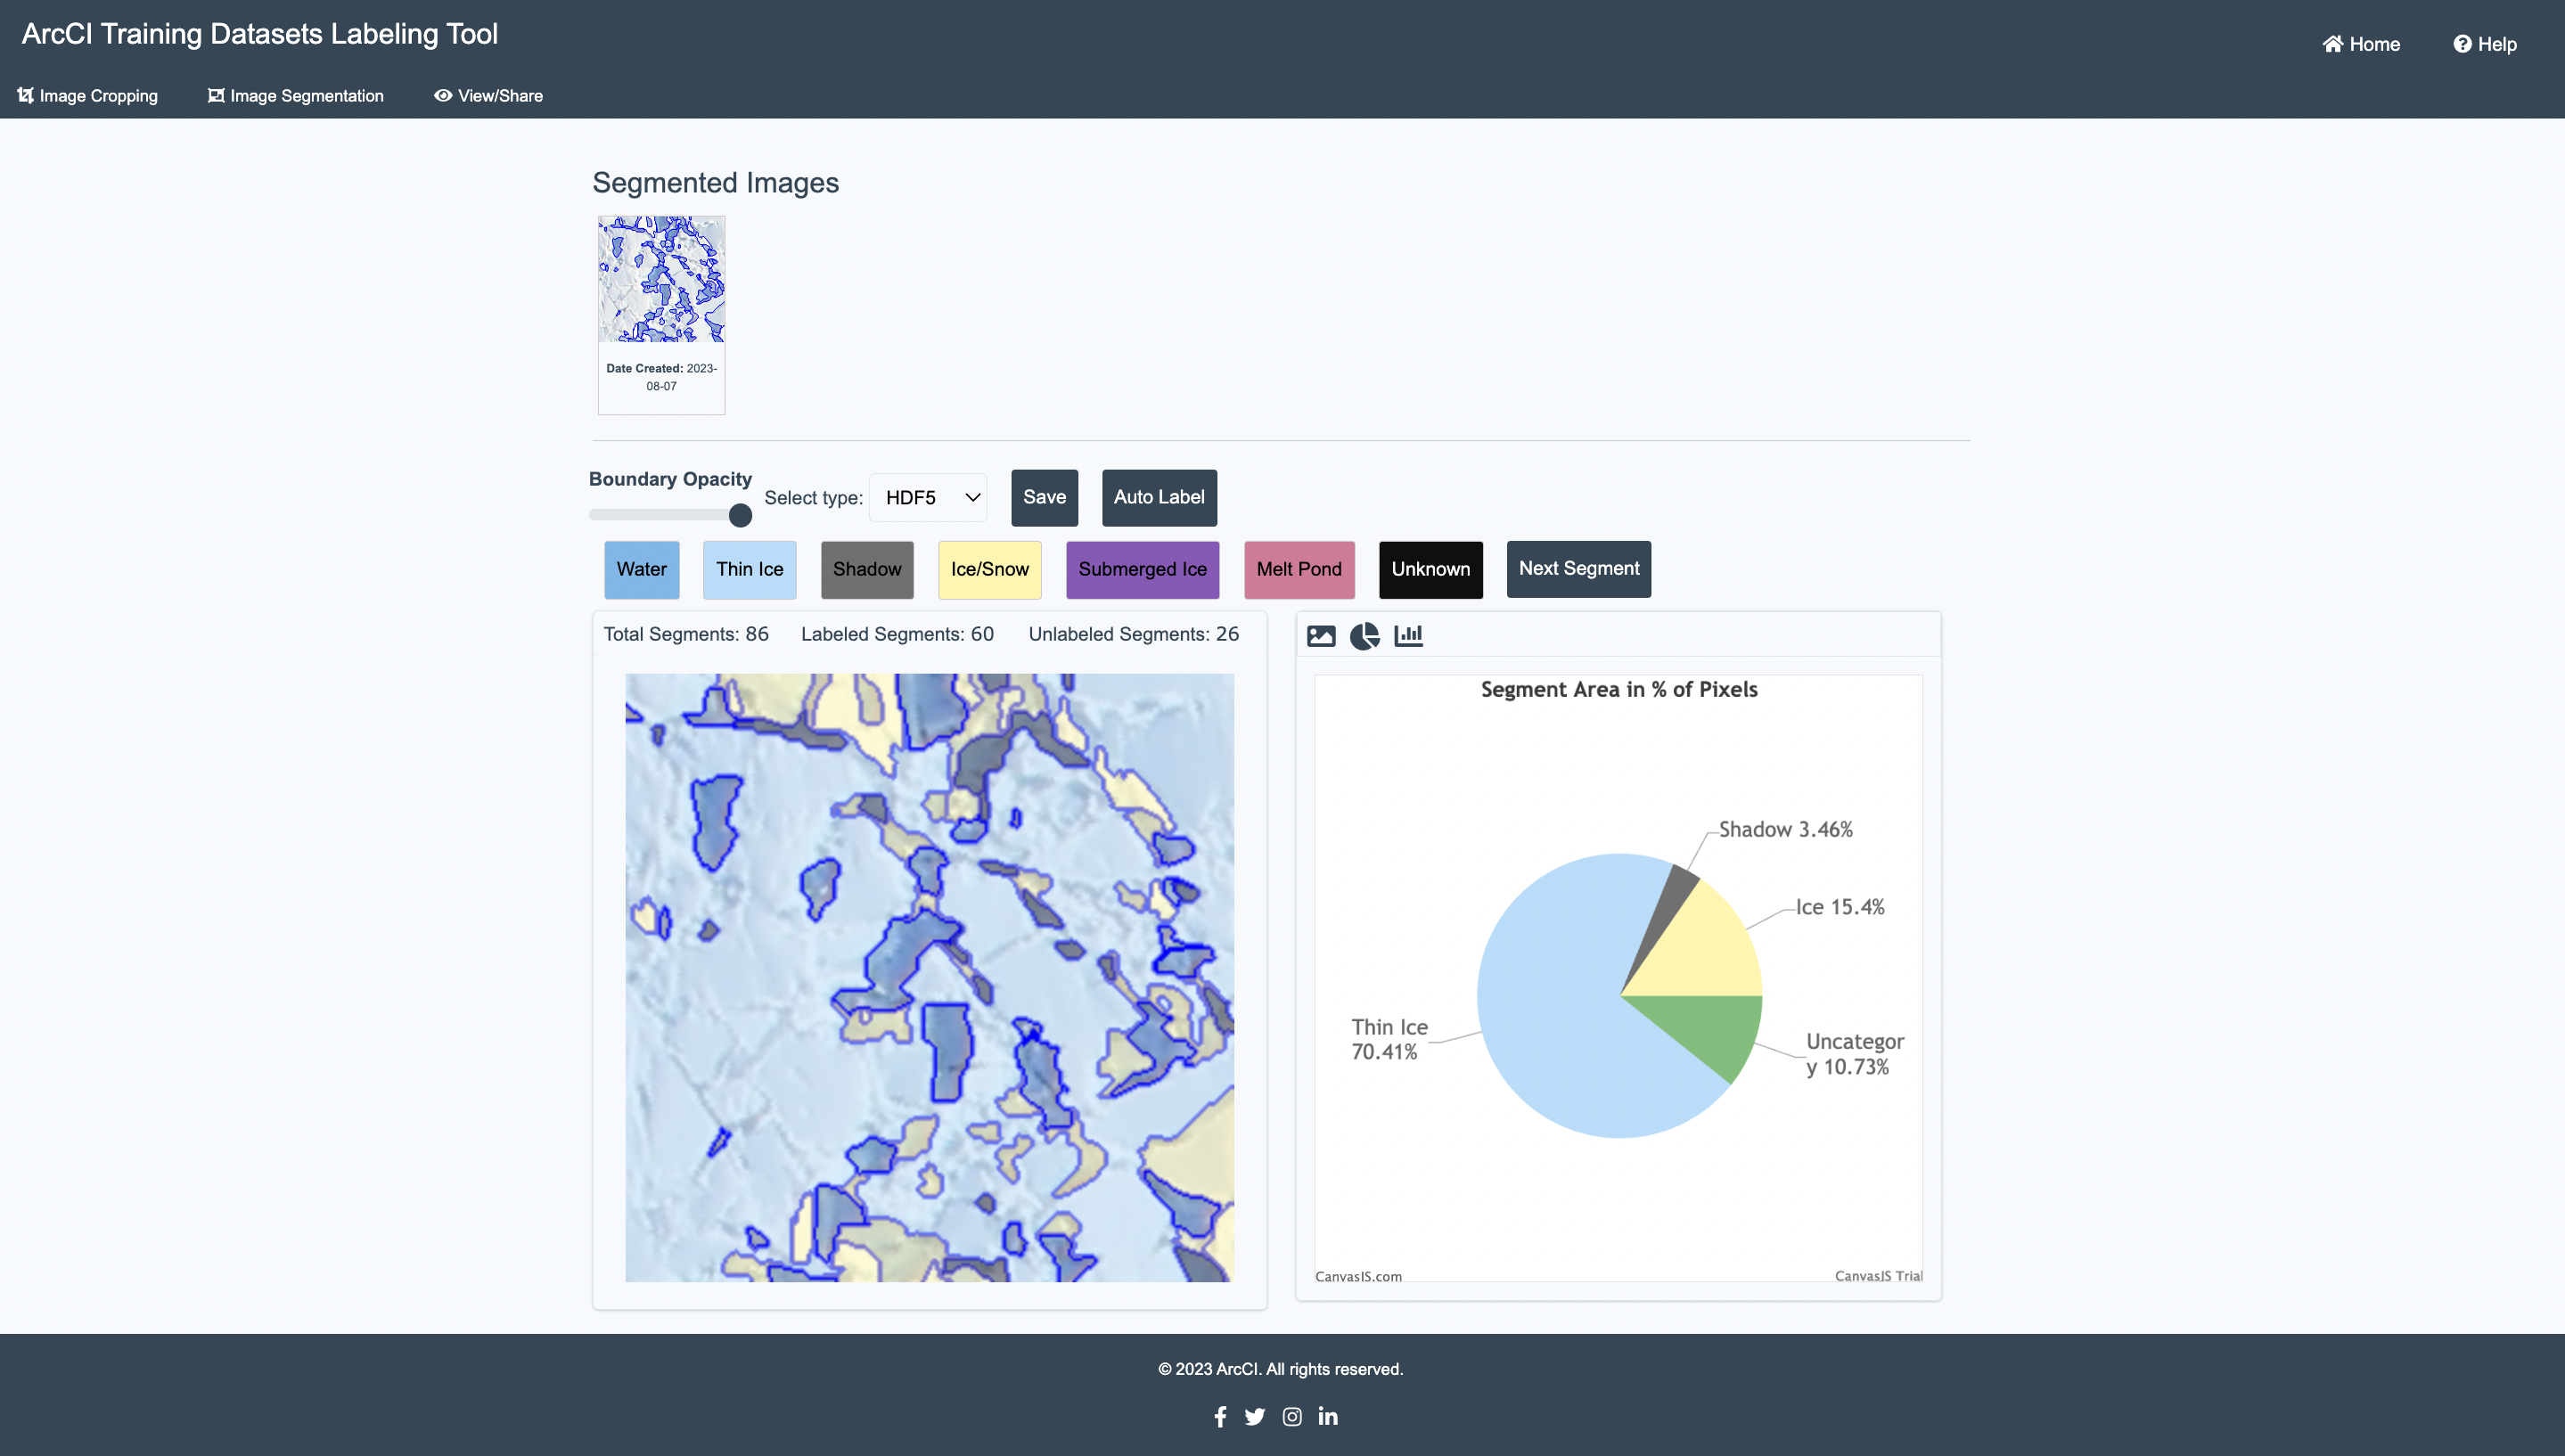 ArcCI Training Datasets Labeling Tool
Home
Help
Image Cropping
Image Segmentation
View/Share
Segmented Images
Date Created: 2023-
08-07
Boundary Opacity
Select type:
HDF5
Save
Auto Label
Water
Thin Ice
Shadow
Ice/Snow
Submerged Ice
Melt Pond
Unknown
Next Segment
Total Segments: 86
Labeled Segments: 60
Unlabeled Segments: 26
Segment Area in % of Pixels
Shadow 3.46%
Ice 15.4%
Thin Ice
70.41%
Uncategor
y 10.73%
CanvasJS.com
CanvasJS Trial
© 2023 ArcCI. All rights reserved.